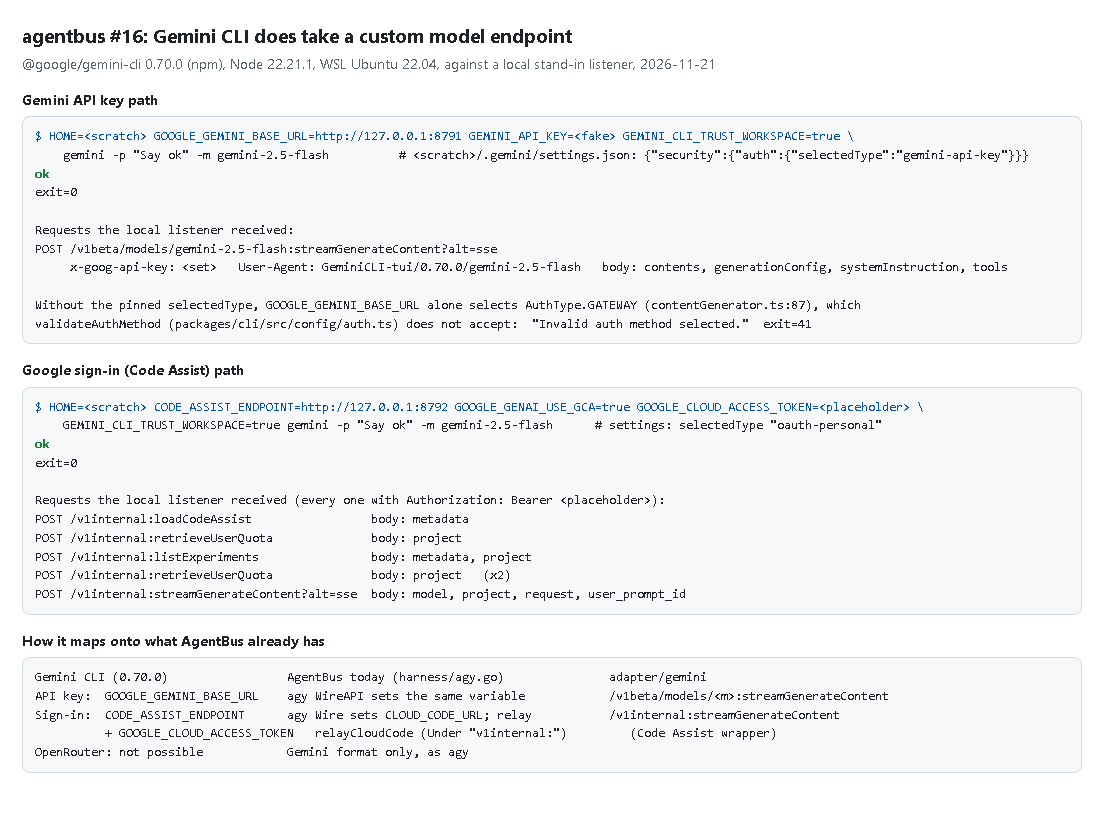 agentbus #16: Gemini CLI does take a custom model endpoint
@google/gemini-cli 0.70.0 (npm), Node 22.21.1, WSL Ubuntu 22.04, against a local stand-in listener, 2026-11-21
Gemini API key path
$ HOME=<scratch> GOOGLE_GEMINI_BASE_URL=http://127.0.0.1:8791 GEMINI_API_KEY=<fake> GEMINI_CLI_TRUST_WORKSPACE=true \
gemini -p "Say ok" -m gemini-2.5-flash # <scratch>/.gemini/settings.json: {"security":{"auth":{"selectedType":"gemini-api-key"}}}
ok
exit=0
Requests the local listener received:
POST /v1beta/models/gemini-2.5-flash:streamGenerateContent?alt=sse
x-goog-api-key: <set> User-Agent: GeminiCLI-tui/0.70.0/gemini-2.5-flash body: contents, generationConfig, systemInstruction, tools
Without the pinned selectedType, GOOGLE_GEMINI_BASE_URL alone selects AuthType.GATEWAY (contentGenerator.ts:87), which
validateAuthMethod (packages/cli/src/config/auth.ts) does not accept: "Invalid auth method selected." exit=41
Google sign-in (Code Assist) path
$ HOME=<scratch> CODE_ASSIST_ENDPOINT=http://127.0.0.1:8792 GOOGLE_GENAI_USE_GCA=true GOOGLE_CLOUD_ACCESS_TOKEN=<placeholder> \
GEMINI_CLI_TRUST_WORKSPACE=true gemini -p "Say ok" -m gemini-2.5-flash # settings: selectedType "oauth-personal"
ok
exit=0
Requests the local listener received (every one with Authorization: Bearer <placeholder>):
POST /v1internal:loadCodeAssist body: metadata
POST /v1internal:retrieveUserQuota body: project
POST /v1internal:listExperiments body: metadata, project
POST /v1internal:retrieveUserQuota body: project (x2)
POST /v1internal:streamGenerateContent?alt=sse body: model, project, request, user_prompt_id
How it maps onto what AgentBus already has
Gemini CLI (0.70.0) AgentBus today (harness/agy.go) adapter/gemini
API key: GOOGLE_GEMINI_BASE_URL agy WireAPI sets the same variable /v1beta/models/<m>:streamGenerateContent
Sign-in: CODE_ASSIST_ENDPOINT agy Wire sets CLOUD_CODE_URL; relay /v1internal:streamGenerateContent
+ GOOGLE_CLOUD_ACCESS_TOKEN relayCloudCode (Under "v1internal:") (Code Assist wrapper)
OpenRouter: not possible Gemini format only, as agy